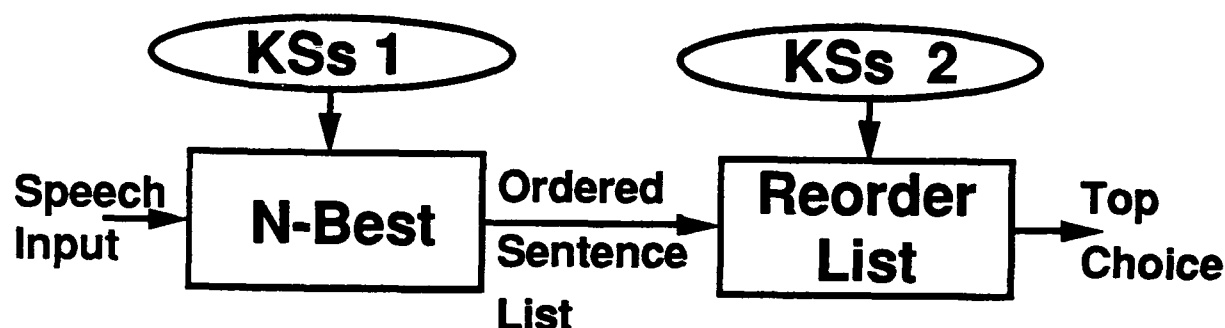 KSs 1
KSs 2
Speech
Input
N-Best
Ordered
Sentence
List
Reorder
List
Top
Choice